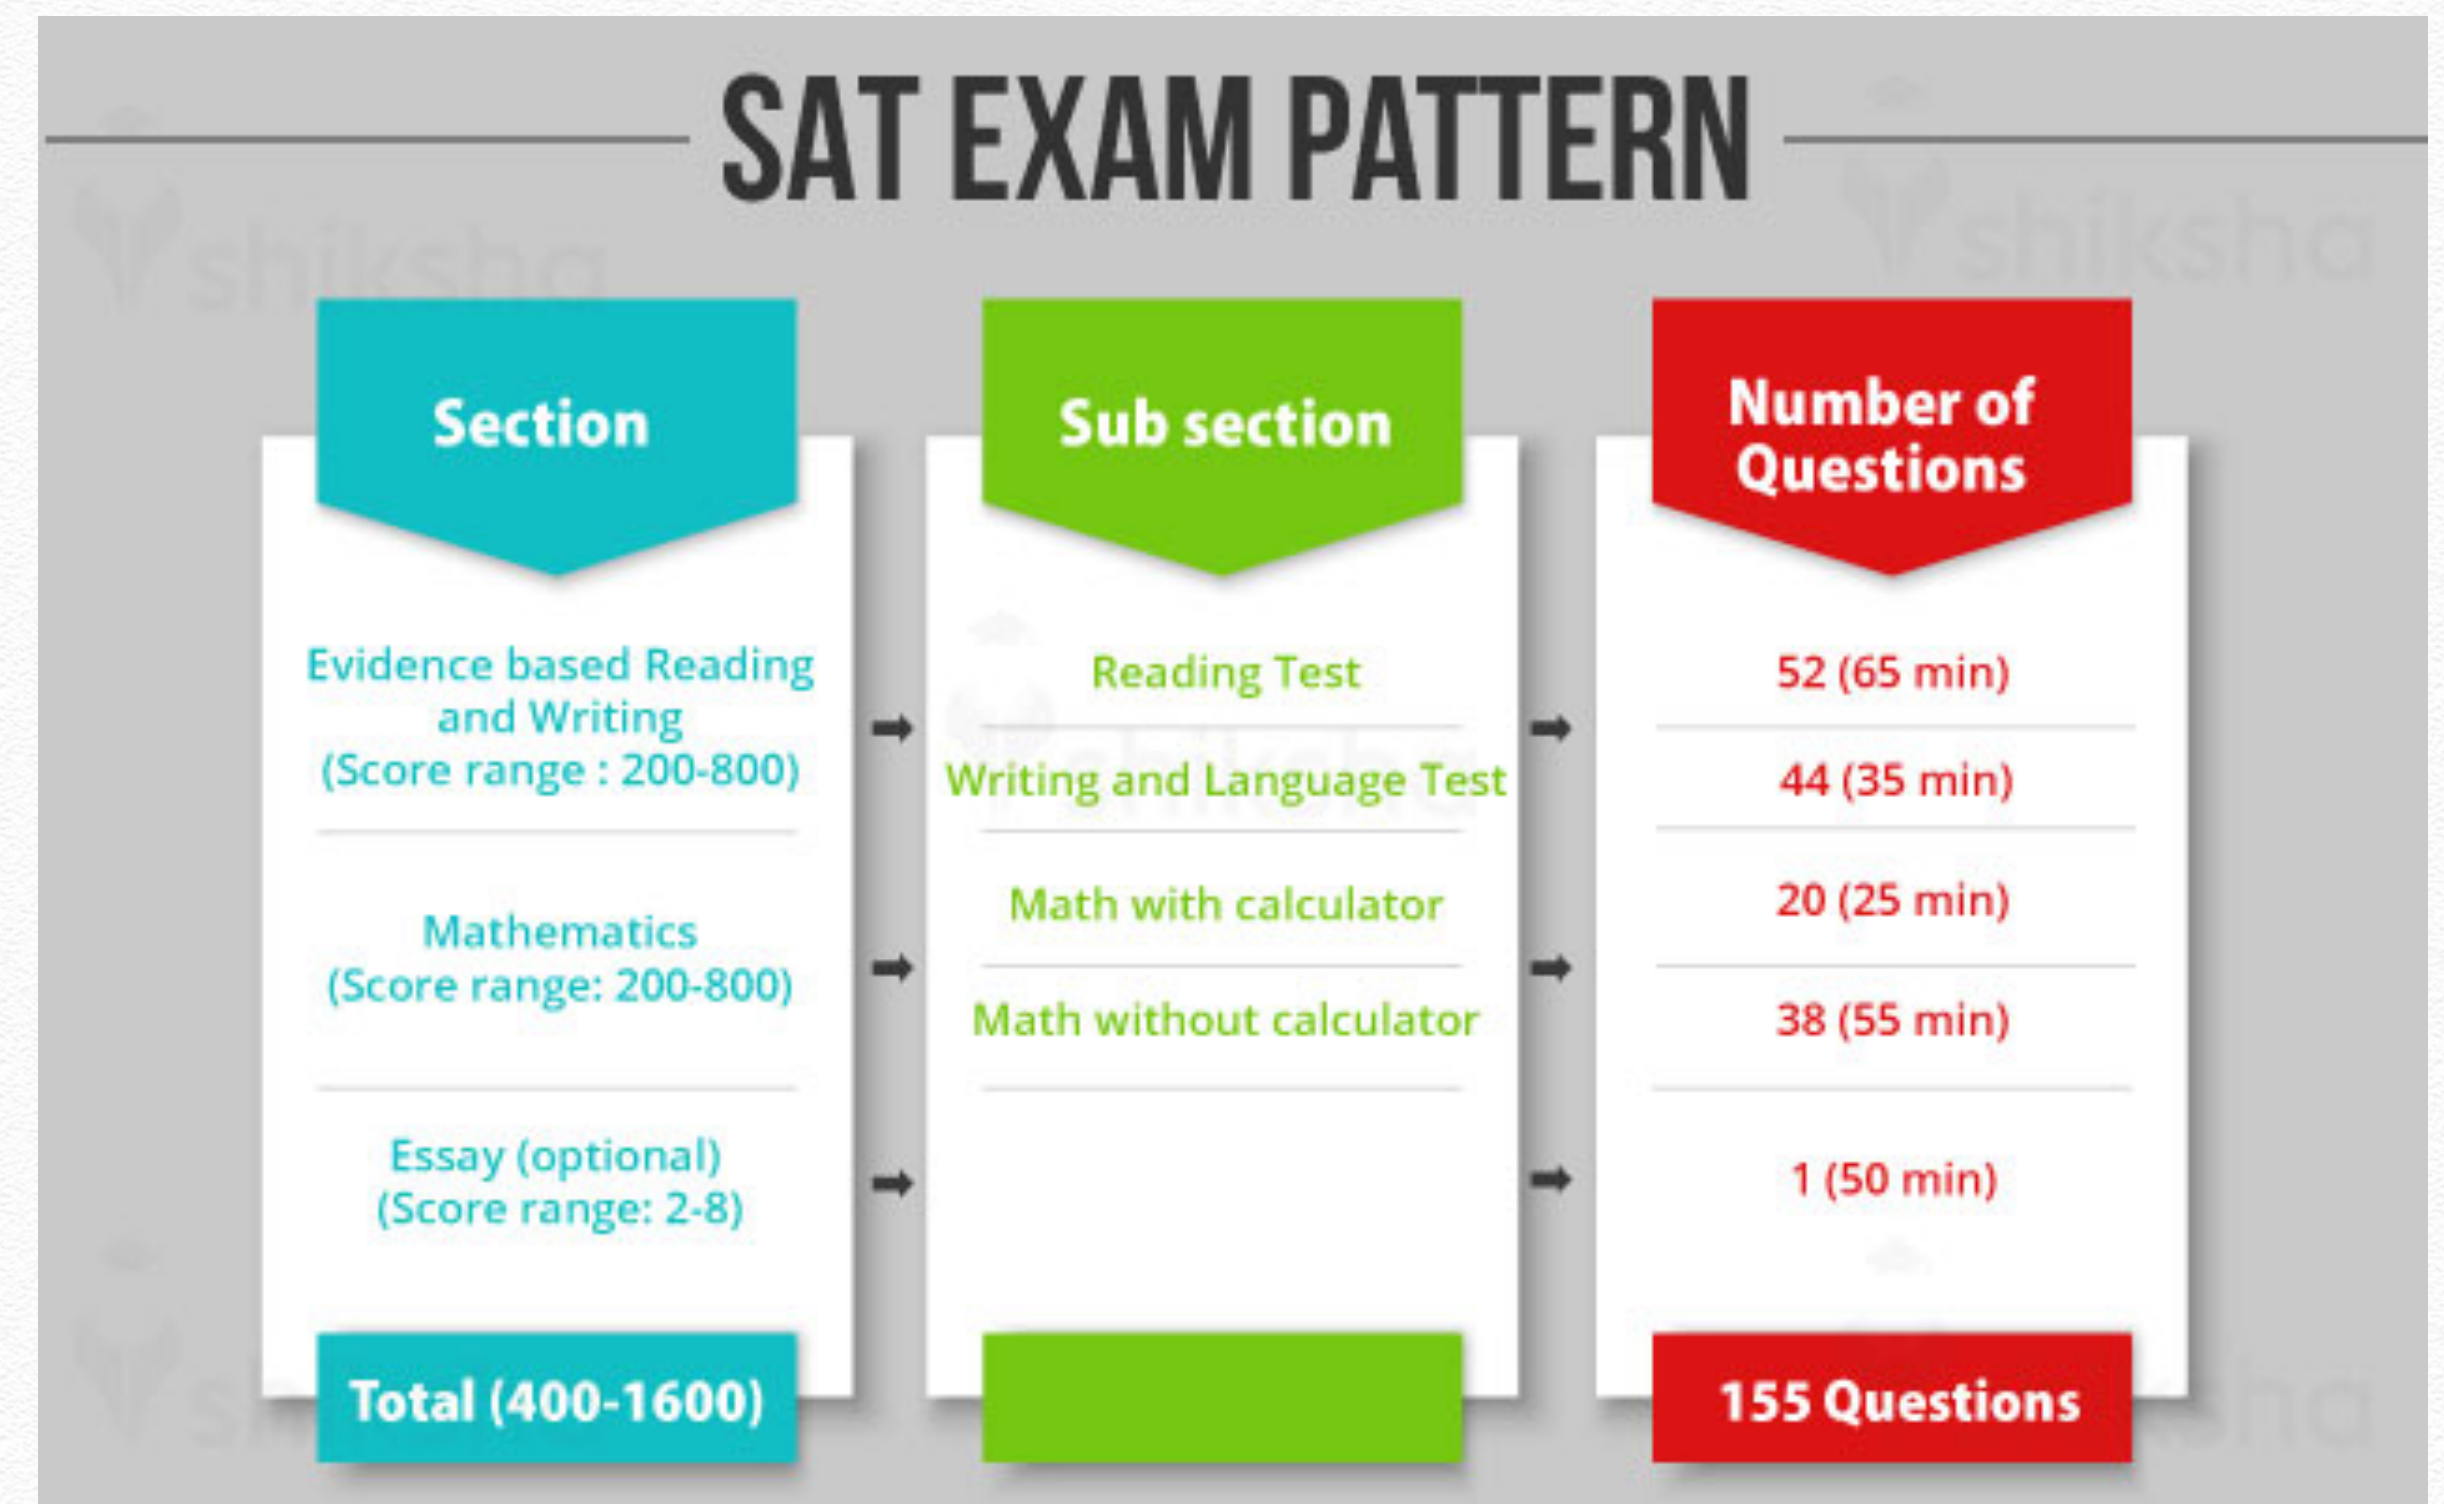 SAT EXAM PATTERN
shiksha
shiksha
Section
Sub section
Number of
Questions
Evidence based Reading
and Writing
(Score range : 200-800)
Reading Test
52 (65 min)
Writing and Language Test
44 (35 min)
shiksha
Mathematics
(Score range: 200-800)
Math with calculator
20 (25 min)
Math without calculator
38 (55 min)
Essay (optional)
(Score range: 2-8)
1 (50 min)
Total (400-1600)
155 Questions